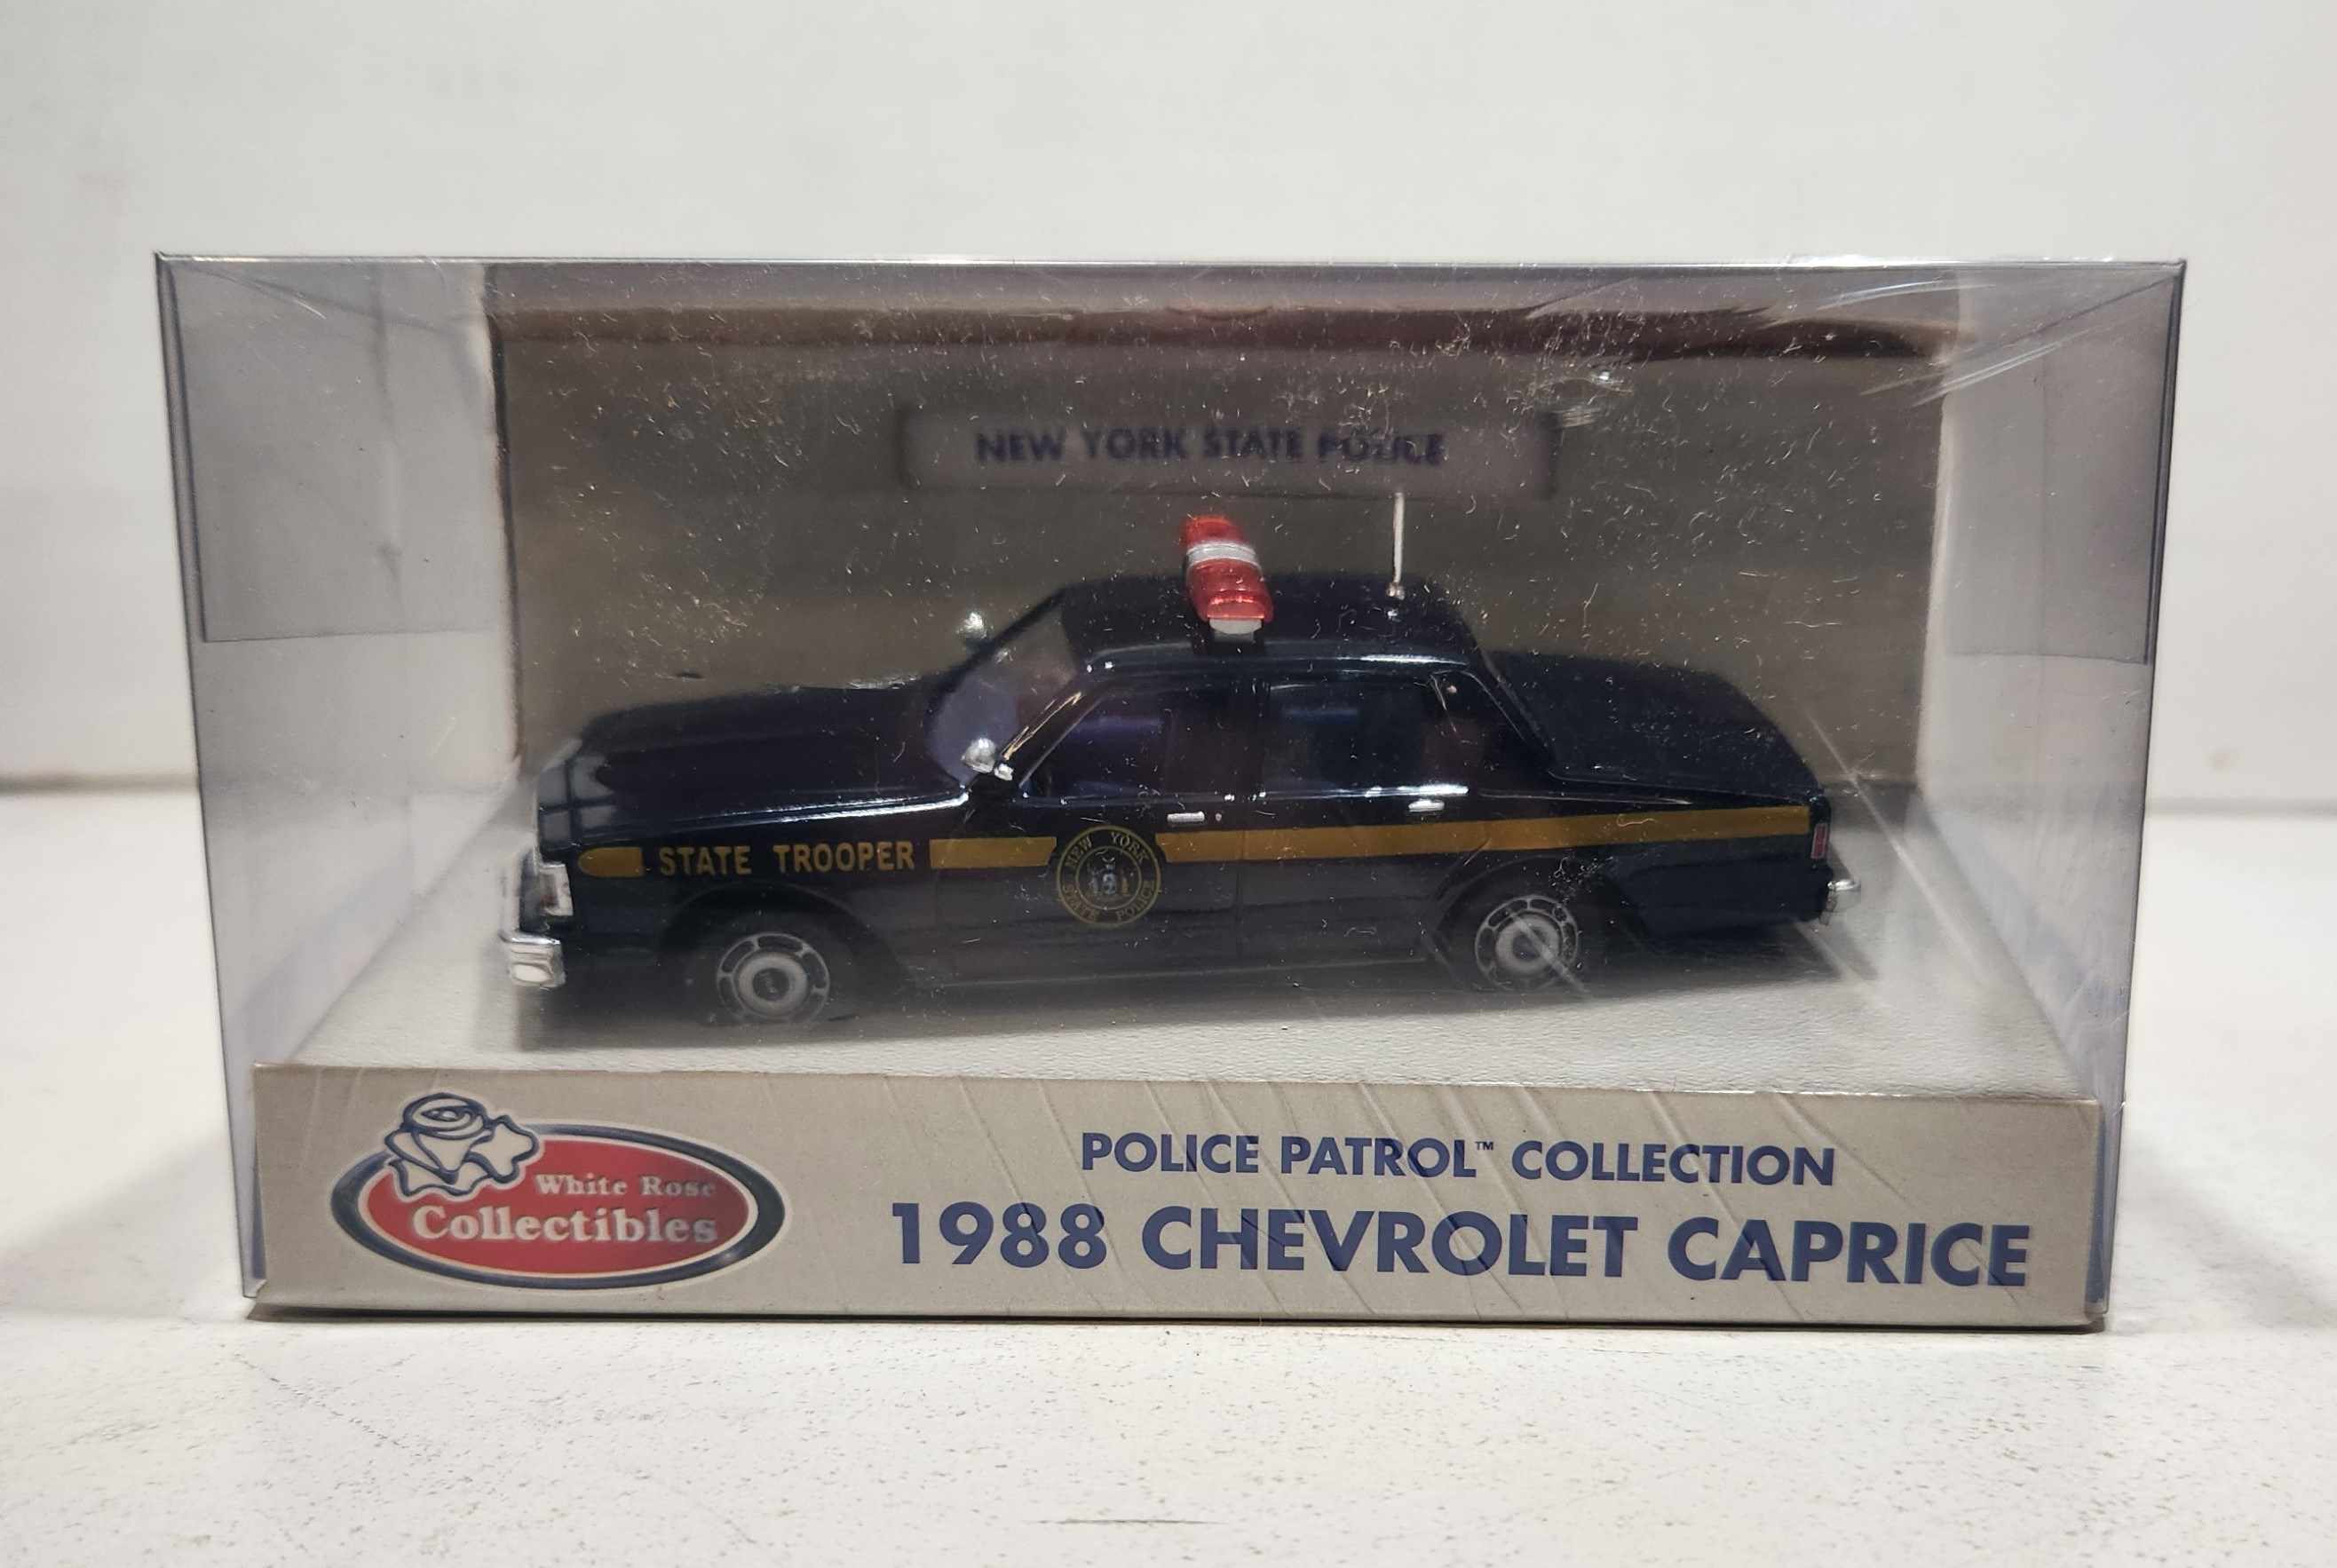 NEW YORK STATE POLICE
STATE TROOPER
NEW YORK
STATE POLICE
White Rose
Collectibles
POLICE PATROL™ COLLECTION
1988 CHEVROLET CAPRICE